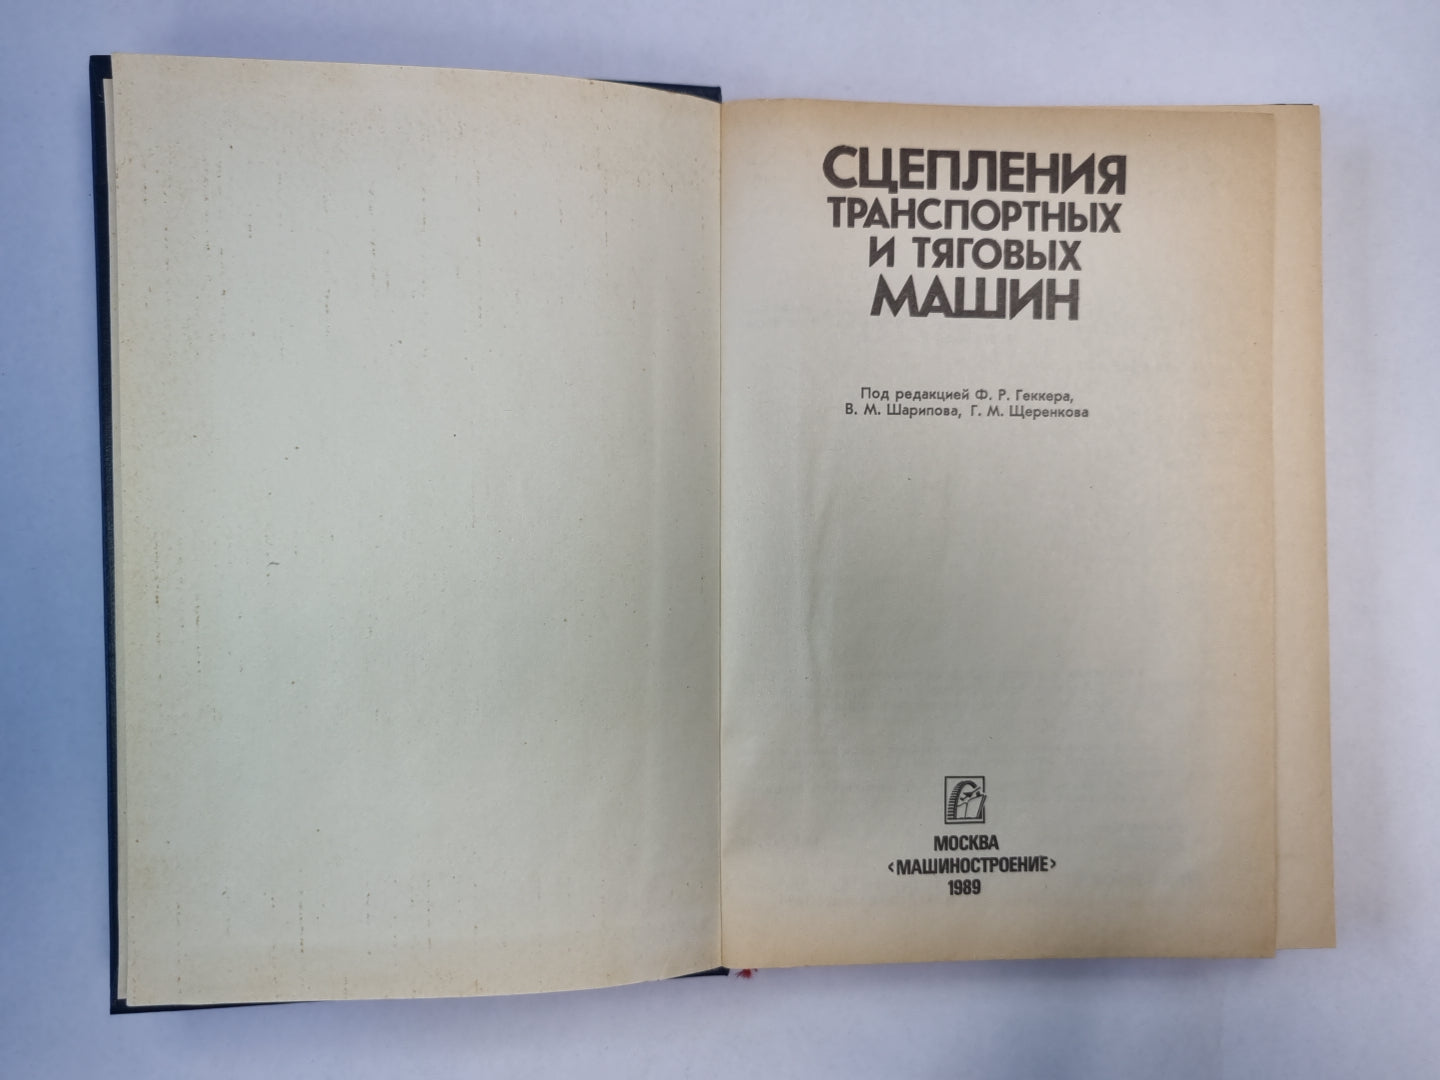 СЦЕПЛЕНИЯ
ТРАНСПОРТНЫХ
И ТЯГОВЫХ
МАШИН
Под редакцией Ф. Р. Геккера,
В. М. Шарипова, Г. М. Щеренкова
МОСКВА
‹МАШИНОСТРОЕНИЕ›
1989